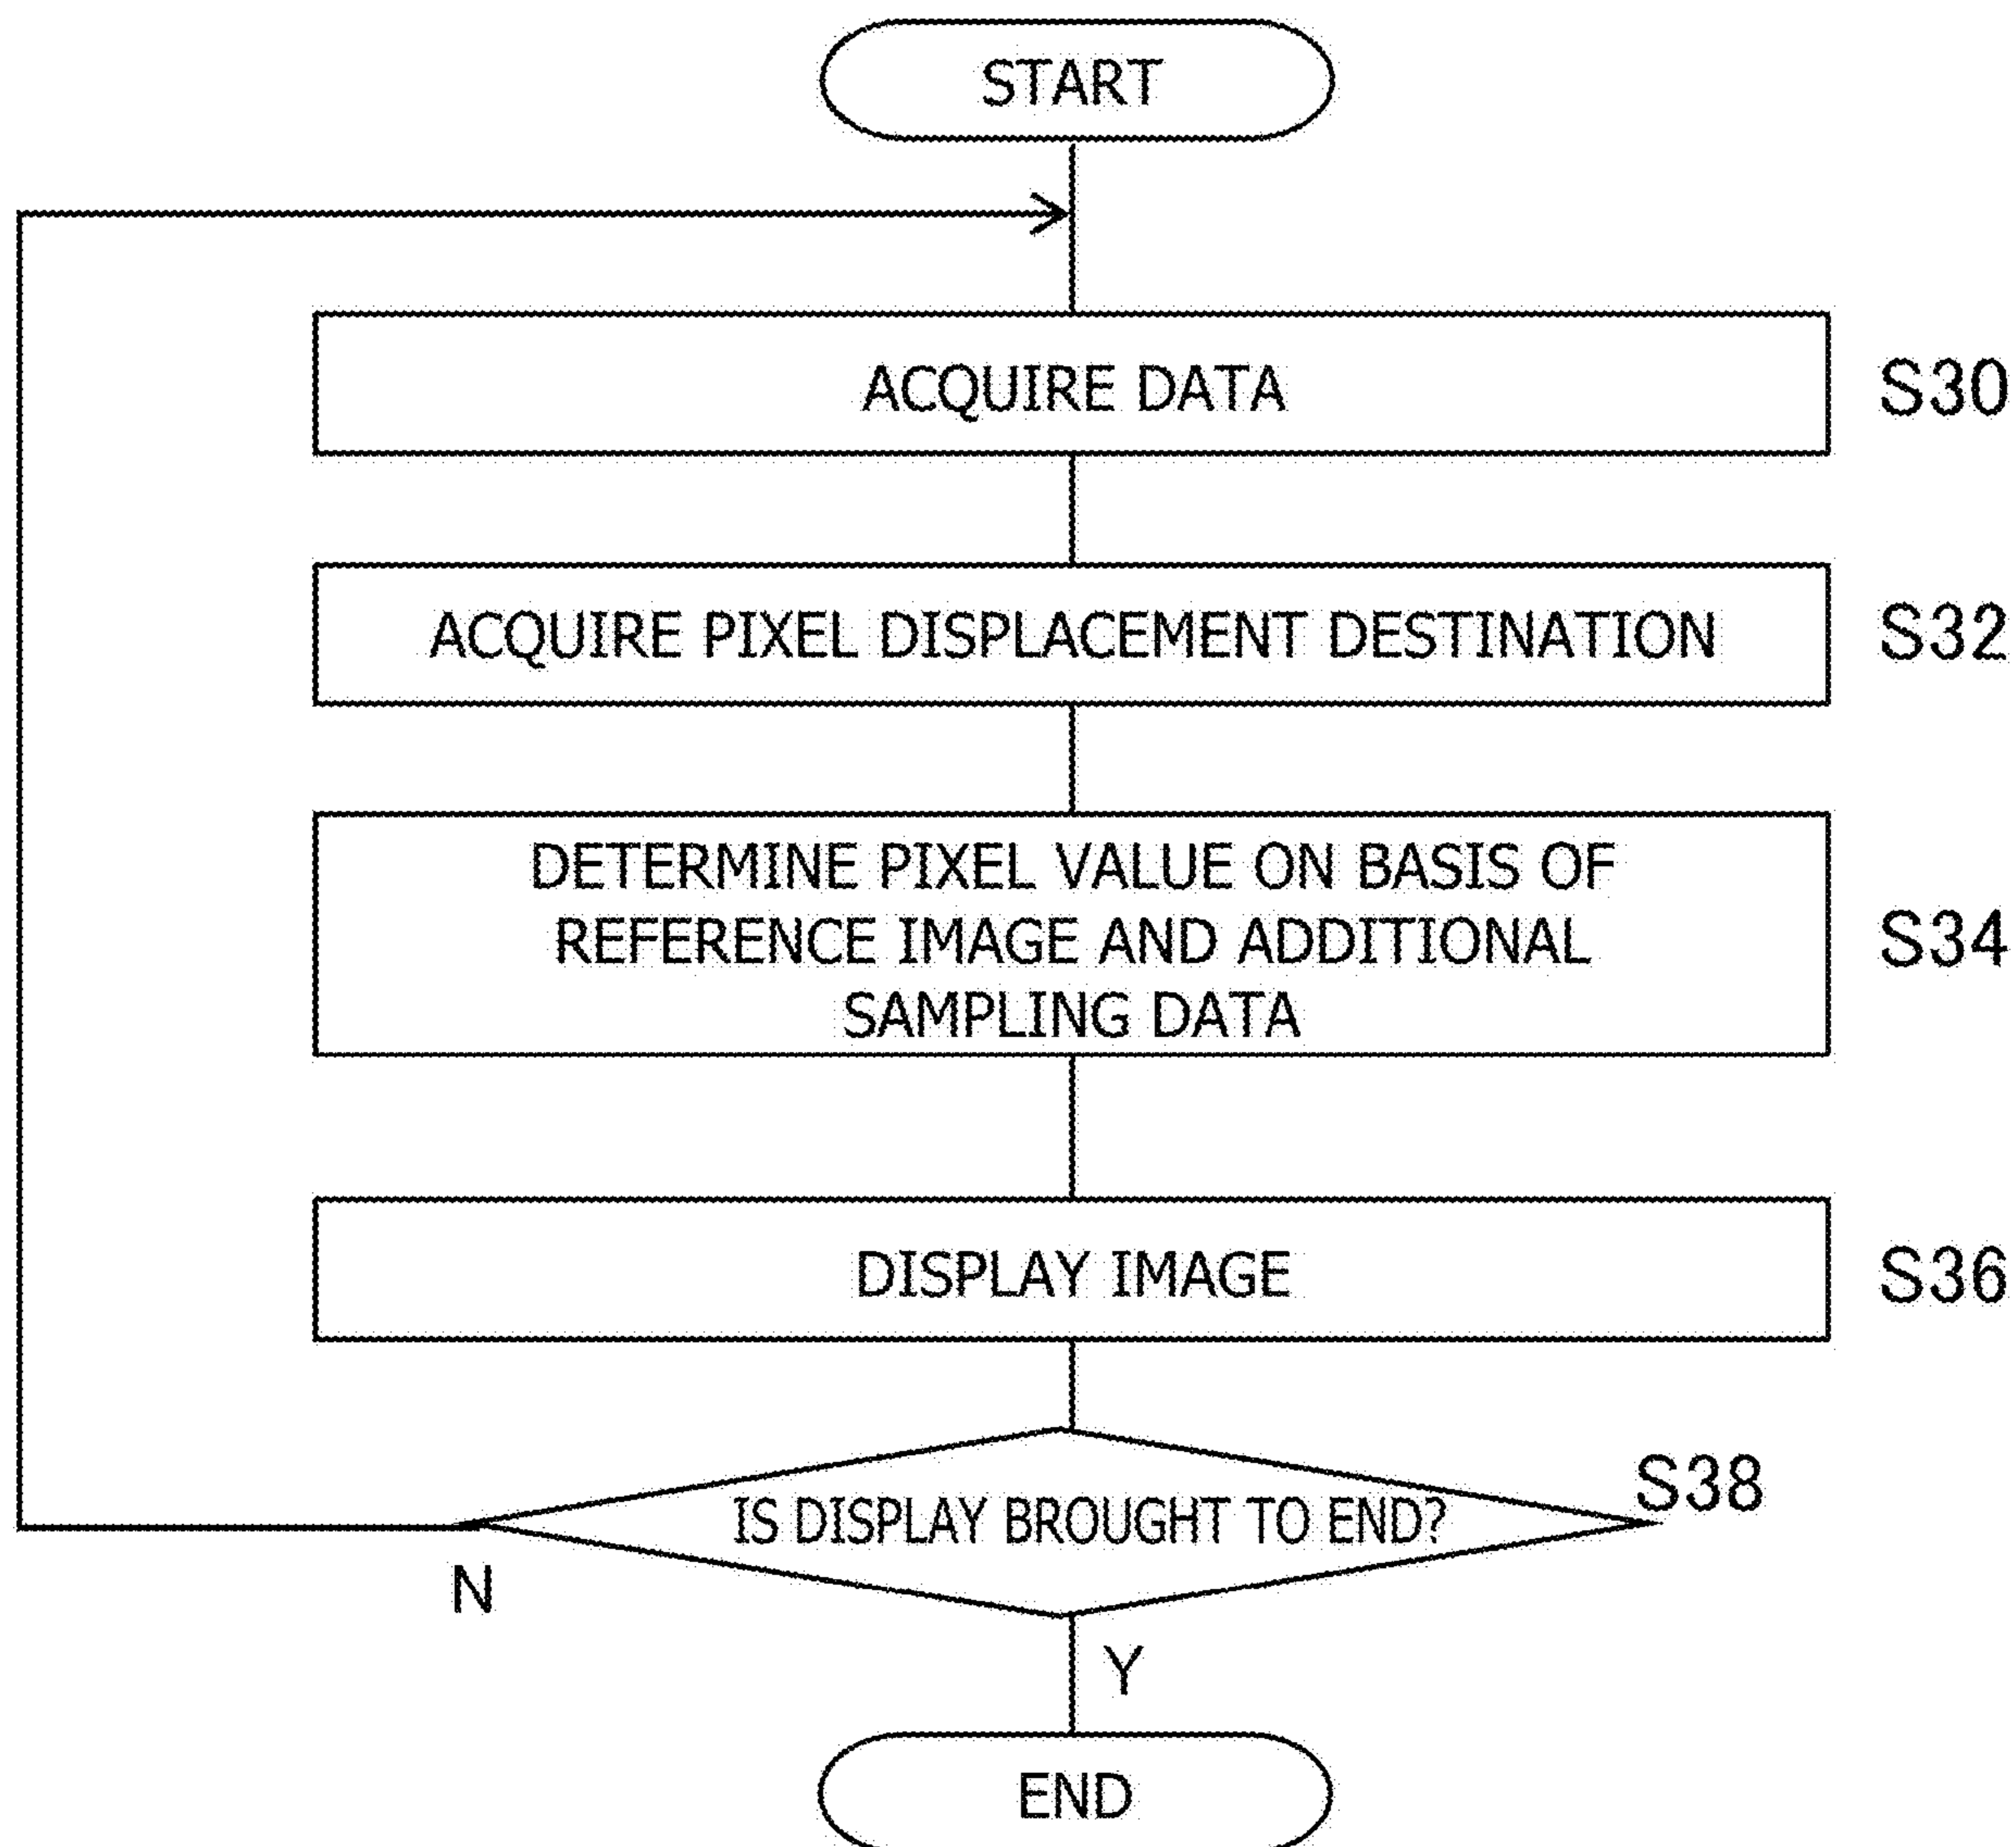 START
ACQUIRE DATA
S30
ACQUIRE PIXEL DISPLACEMENT DESTINATION
S32
DETERMINE PIXEL VALUE ON BASIS OF
REFERENCE IMAGE AND ADDITIONAL
SAMPLING DATA
S34
DISPLAY IMAGE
S36
IS DISPLAY BROUGHT TO END?
S38
N
Y
END